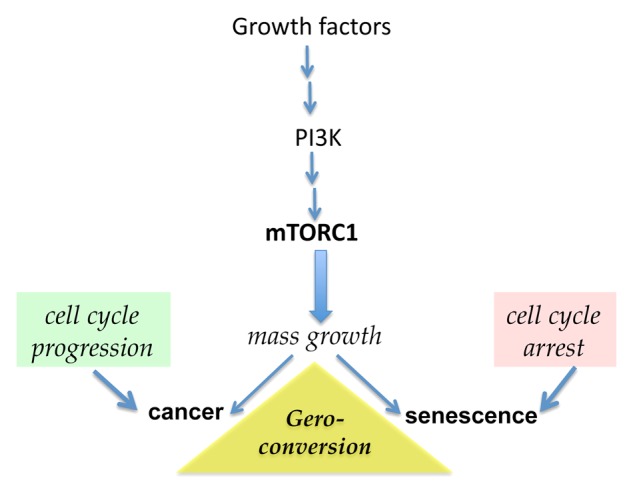 Growth factors
PI3K
mTORC1
cell cycle
progression
mass growth
cell cycle
arrest
cancer
Gero-
conversion
senescence